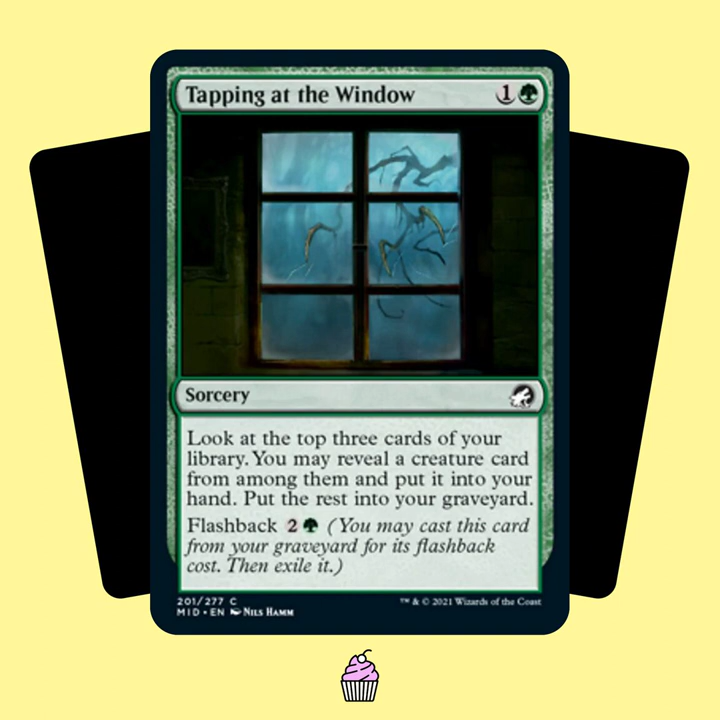 Tapping at the Window 1
Sorcery
Look at the top three cards of your
library. You may reveal a creature card
from among them and put it into your
hand. Put the rest into your graveyard.
Flashback 2 (You may cast this card
from your graveyard for its flashback
cost. Then exile it.)
201/277 C
MID • EN NILS HAMM
™ & © 2021 Wizards of the Coast